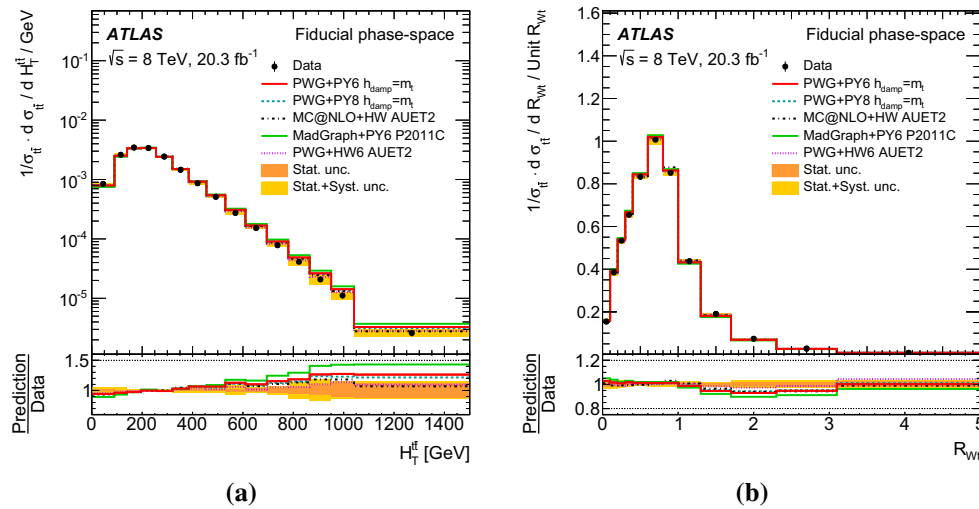 ATLAS Fiducial phase-space
√s = 8 TeV, 20.3 fb⁻¹
Data
PWG+PY6 h_damp=m_t
PWG+PY8 h_damp=m_t
MC@NLO+HW AUET2
MadGraph+PY6 P2011C
PWG+HW6 AUET2
Stat. unc.
Stat.+Syst. unc.
1/σ_tt̄ · d σ_tt̄ / d H_T^tt̄ / GeV
10⁻¹
10⁻²
10⁻³
10⁻⁴
10⁻⁵
Prediction
Data
1.5
1
0 200 400 600 800 1000 1200 1400
H_T^tt̄ [GeV]
(a)
ATLAS Fiducial phase-space
√s = 8 TeV, 20.3 fb⁻¹
Data
PWG+PY6 h_damp=m_t
PWG+PY8 h_damp=m_t
MC@NLO+HW AUET2
MadGraph+PY6 P2011C
PWG+HW6 AUET2
Stat. unc.
Stat.+Syst. unc.
1/σ_tt̄ · d σ_tt̄ / d R_Wt / Unit R_Wt
1.6
1.4
1.2
1
0.8
0.6
0.4
0.2
Prediction
Data
1.2
1.0
0.8
0 1 2 3 4 5
R_Wt
(b)